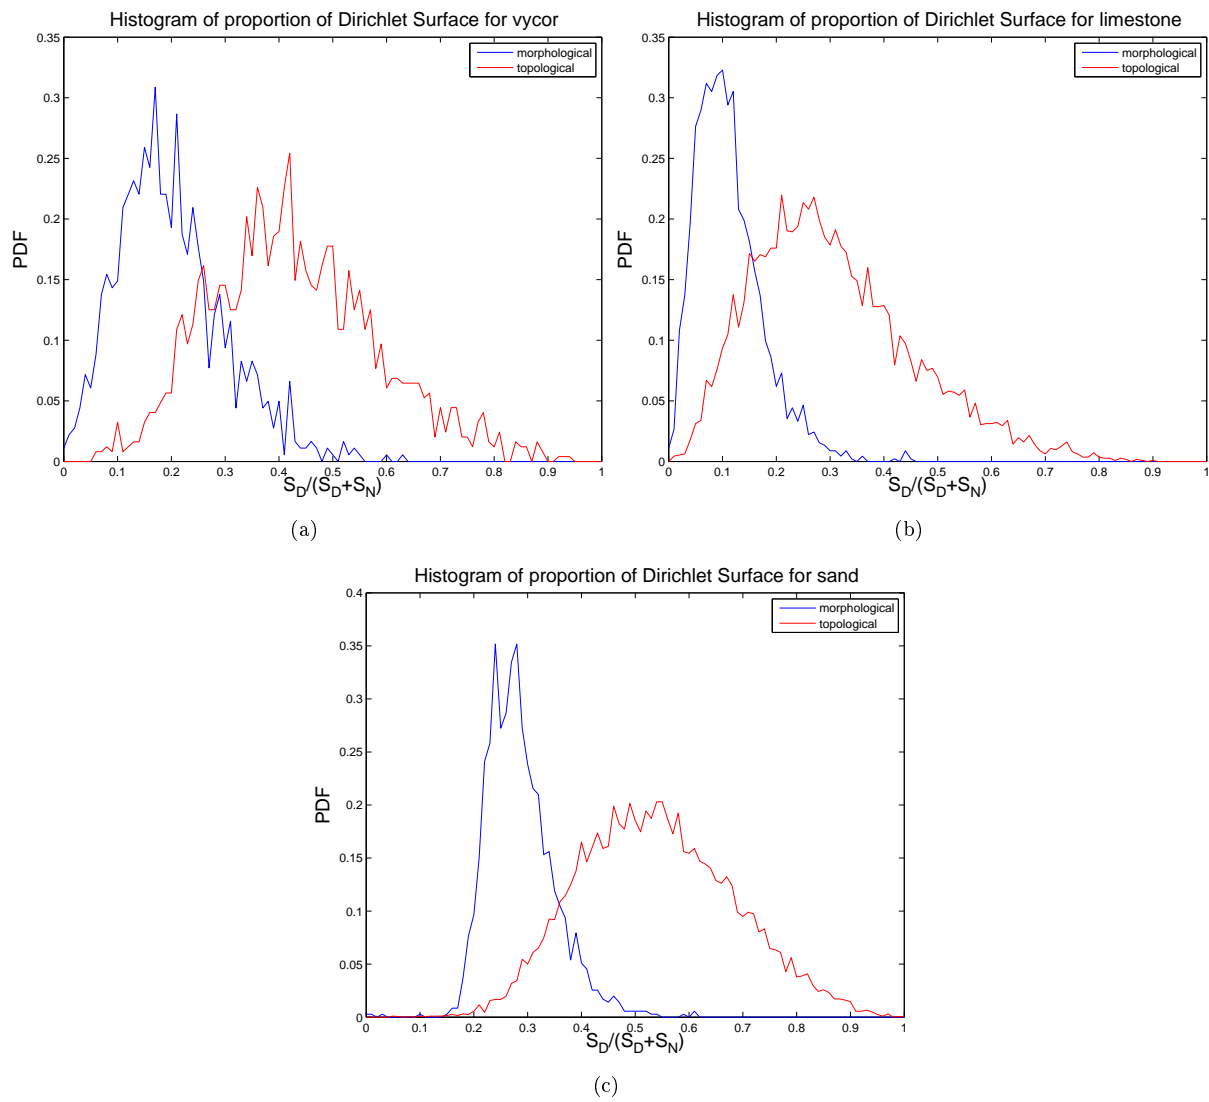 Histogram of proportion of Dirichlet Surface for vycor
0.35
0.3
0.25
0.2
0.15
0.1
0.05
0
PDF
morphological
topological
0 0.1 0.2 0.3 0.4 0.5 0.6 0.7 0.8 0.9 1
S_D/(S_D+S_N)
(a)
Histogram of proportion of Dirichlet Surface for limestone
0.35
0.3
0.25
0.2
0.15
0.1
0.05
0
PDF
morphological
topological
0 0.1 0.2 0.3 0.4 0.5 0.6 0.7 0.8 0.9 1
S_D/(S_D+S_N)
(b)
Histogram of proportion of Dirichlet Surface for sand
0.4
0.35
0.3
0.25
0.2
0.15
0.1
0.05
0
PDF
morphological
topological
0 0.1 0.2 0.3 0.4 0.5 0.6 0.7 0.8 0.9 1
S_D/(S_D+S_N)
(c)